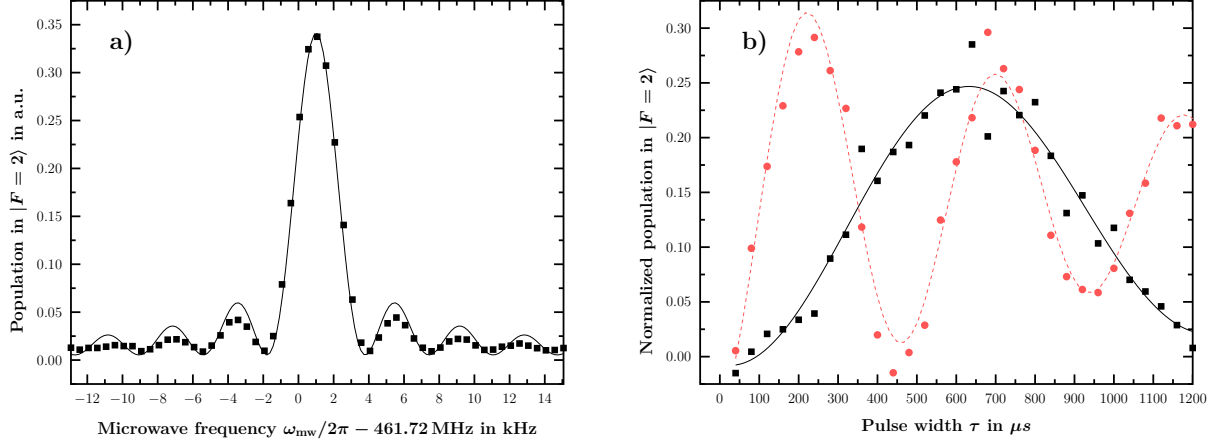 a)
Population in |F = 2⟩ in a.u.
0.35
0.30
0.25
0.20
0.15
0.10
0.05
0.00
−12 −10 −8 −6 −4 −2 0 2 4 6 8 10 12 14
Microwave frequency ω_mw/2π − 461.72 MHz in kHz
b)
Normalized population in |F = 2⟩
0.30
0.25
0.20
0.15
0.10
0.05
0.00
0 100 200 300 400 500 600 700 800 900 1000 1100 1200
Pulse width τ in μs